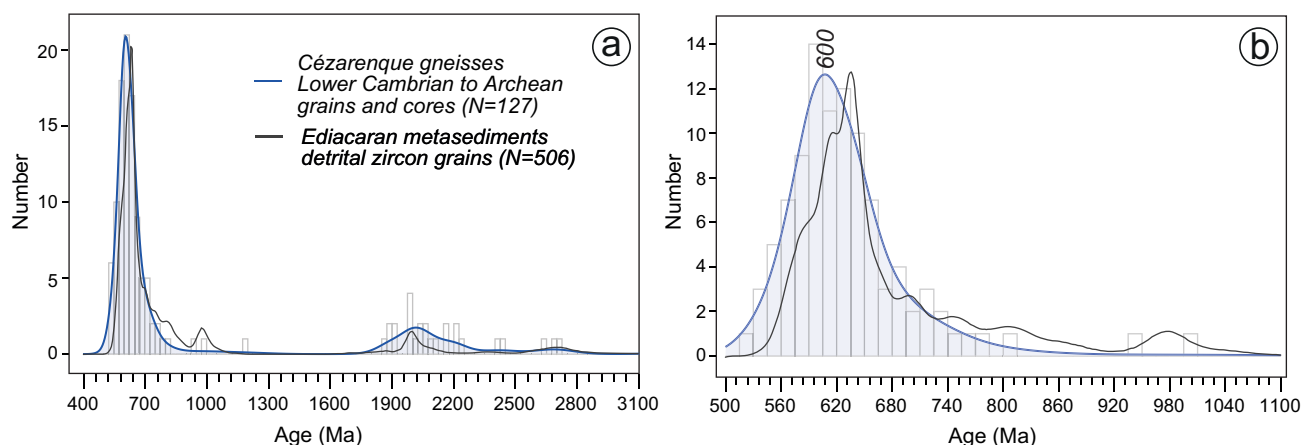 a
Cézarenque gneisses
Lower Cambrian to Archean
grains and cores (N=127)
Ediacaran metasediments
detrital zircon grains (N=506)
20
15
10
5
0
Number
400 700 1000 1300 1600 1900 2200 2500 2800 3100
Age (Ma)
b
600
14
12
10
8
6
4
2
0
Number
500 560 620 680 740 800 860 920 980 1040 1100
Age (Ma)